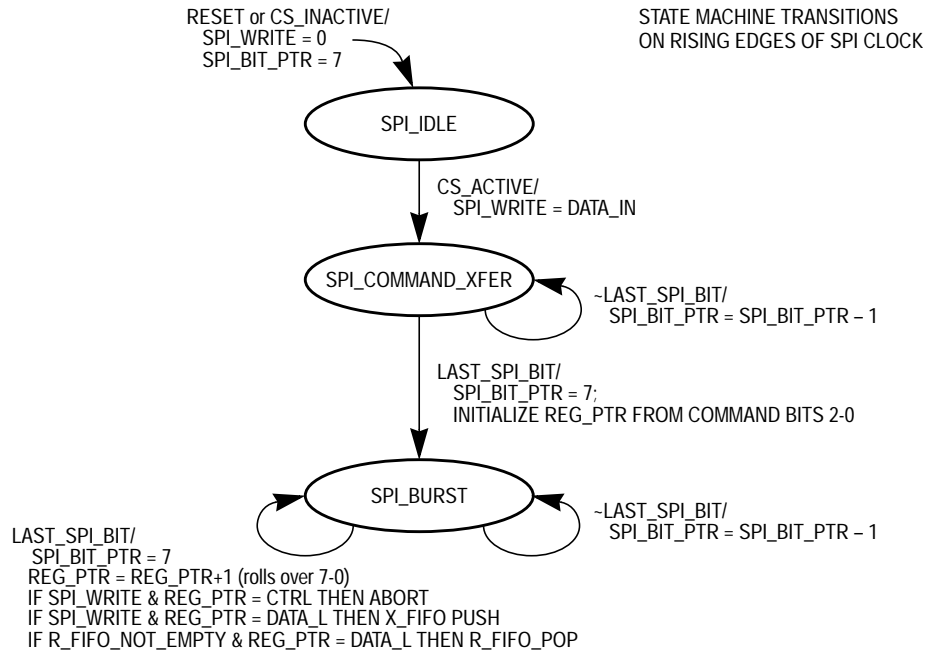 RESET or CS_INACTIVE/
SPI_WRITE = 0
SPI_BIT_PTR = 7
STATE MACHINE TRANSITIONS
ON RISING EDGES OF SPI CLOCK
SPI_IDLE
CS_ACTIVE/
SPI_WRITE = DATA_IN
SPI_COMMAND_XFER
~LAST_SPI_BIT/
SPI_BIT_PTR = SPI_BIT_PTR – 1
LAST_SPI_BIT/
SPI_BIT_PTR = 7;
INITIALIZE REG_PTR FROM COMMAND BITS 2-0
SPI_BURST
~LAST_SPI_BIT/
SPI_BIT_PTR = SPI_BIT_PTR – 1
LAST_SPI_BIT/
SPI_BIT_PTR = 7
REG_PTR = REG_PTR+1 (rolls over 7-0)
IF SPI_WRITE & REG_PTR = CTRL THEN ABORT
IF SPI_WRITE & REG_PTR = DATA_L THEN X_FIFO PUSH
IF R_FIFO_NOT_EMPTY & REG_PTR = DATA_L THEN R_FIFO_POP